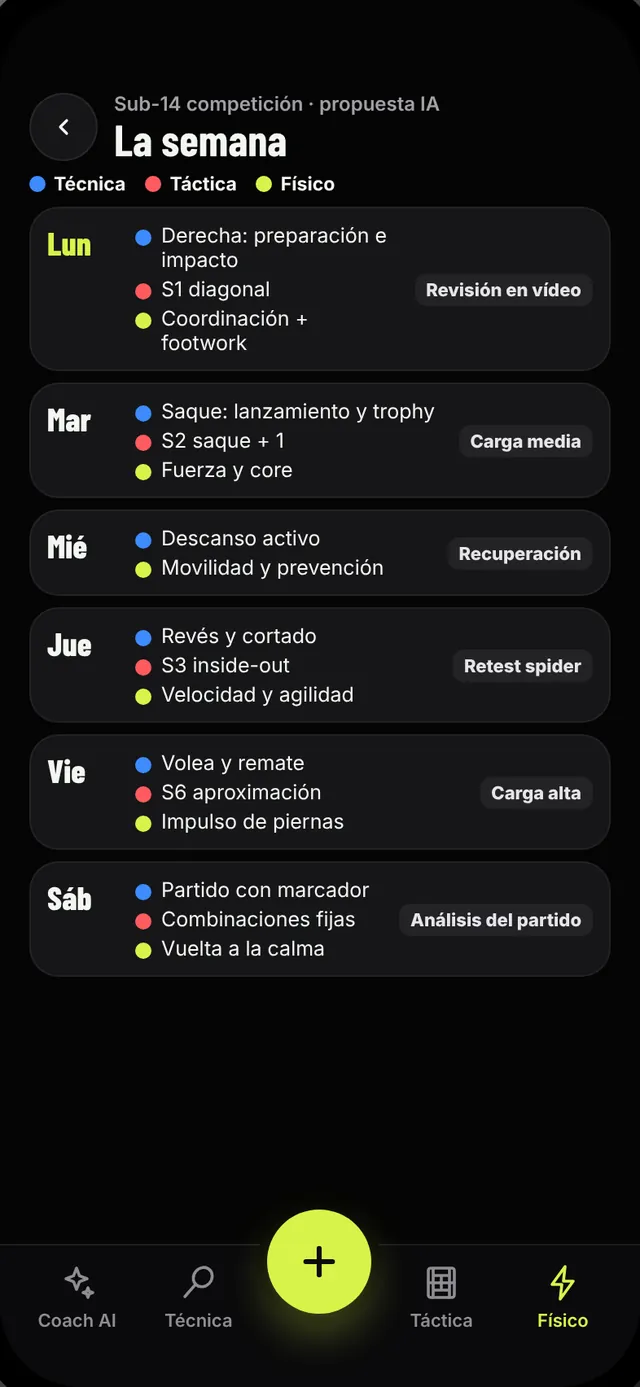 Sub-14 competición · propuesta IA
La semana
Técnica Táctica Físico
Lun
Derecha: preparación e
impacto
S1 diagonal
Coordinación +
footwork
Revisión en vídeo
Mar
Saque: lanzamiento y trophy
S2 saque + 1
Fuerza y core
Carga media
Mié
Descanso activo
Movilidad y prevención
Recuperación
Jue
Revés y cortado
S3 inside-out
Velocidad y agilidad
Retest spider
Vie
Volea y remate
S6 aproximación
Impulso de piernas
Carga alta
Sáb
Partido con marcador
Combinaciones fijas
Vuelta a la calma
Análisis del partido
Coach AI Técnica Táctica Físico